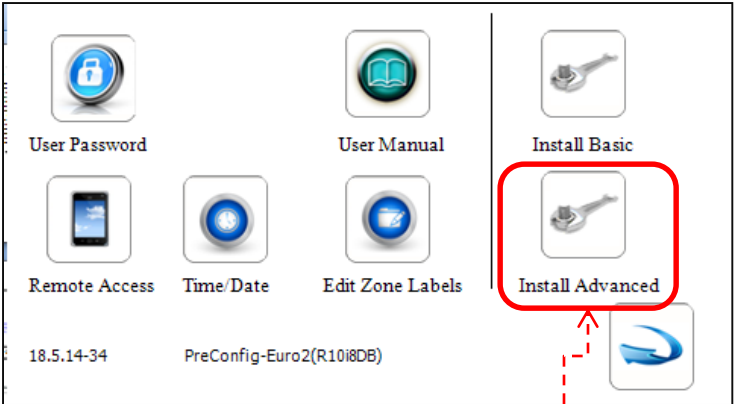 User Password
User Manual
Install Basic
Remote Access
Time/Date
Edit Zone Labels
Install Advanced
18.5.14-34
PreConfig-Euro2(R10i8DB)